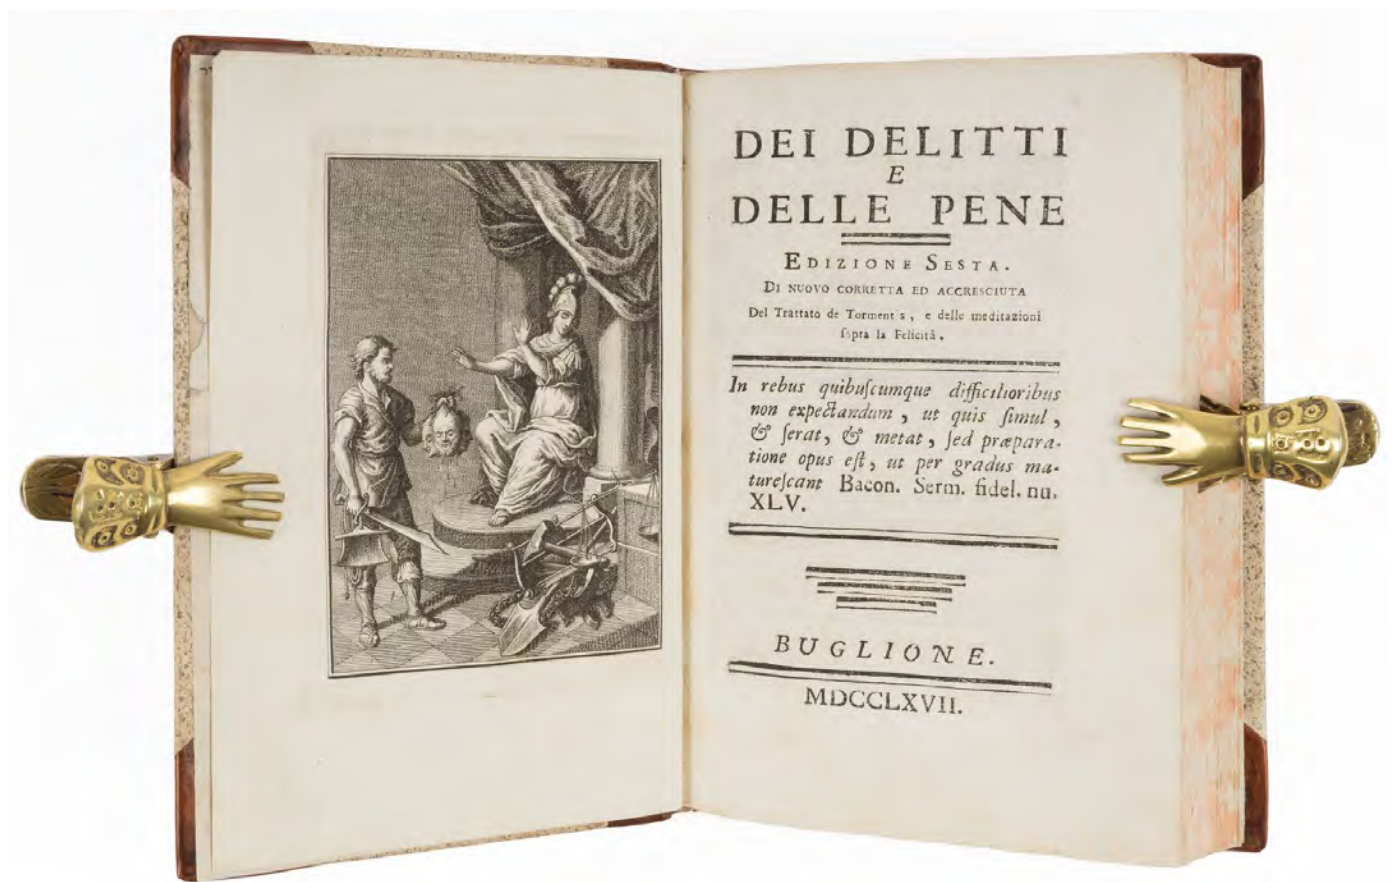 DEI DELITTI
E
DELLE PENE
EDIZIONE SESTA.
DI NUOVO CORRETTA ED ACCRESCIUTA
Del Trattato de Torment s, e delle meditazioni
sopra la Felicità.
In rebus quibuſcumque difficilioribus
non expectandum, ut quis ſimul,
& ſerat, & metat, ſed præpara-
tione opus eſt, ut per gradus ma-
tureſcant Bacon. Serm. fidel. nu.
XLV.
BUGLIONE.
MDCCLXVII.